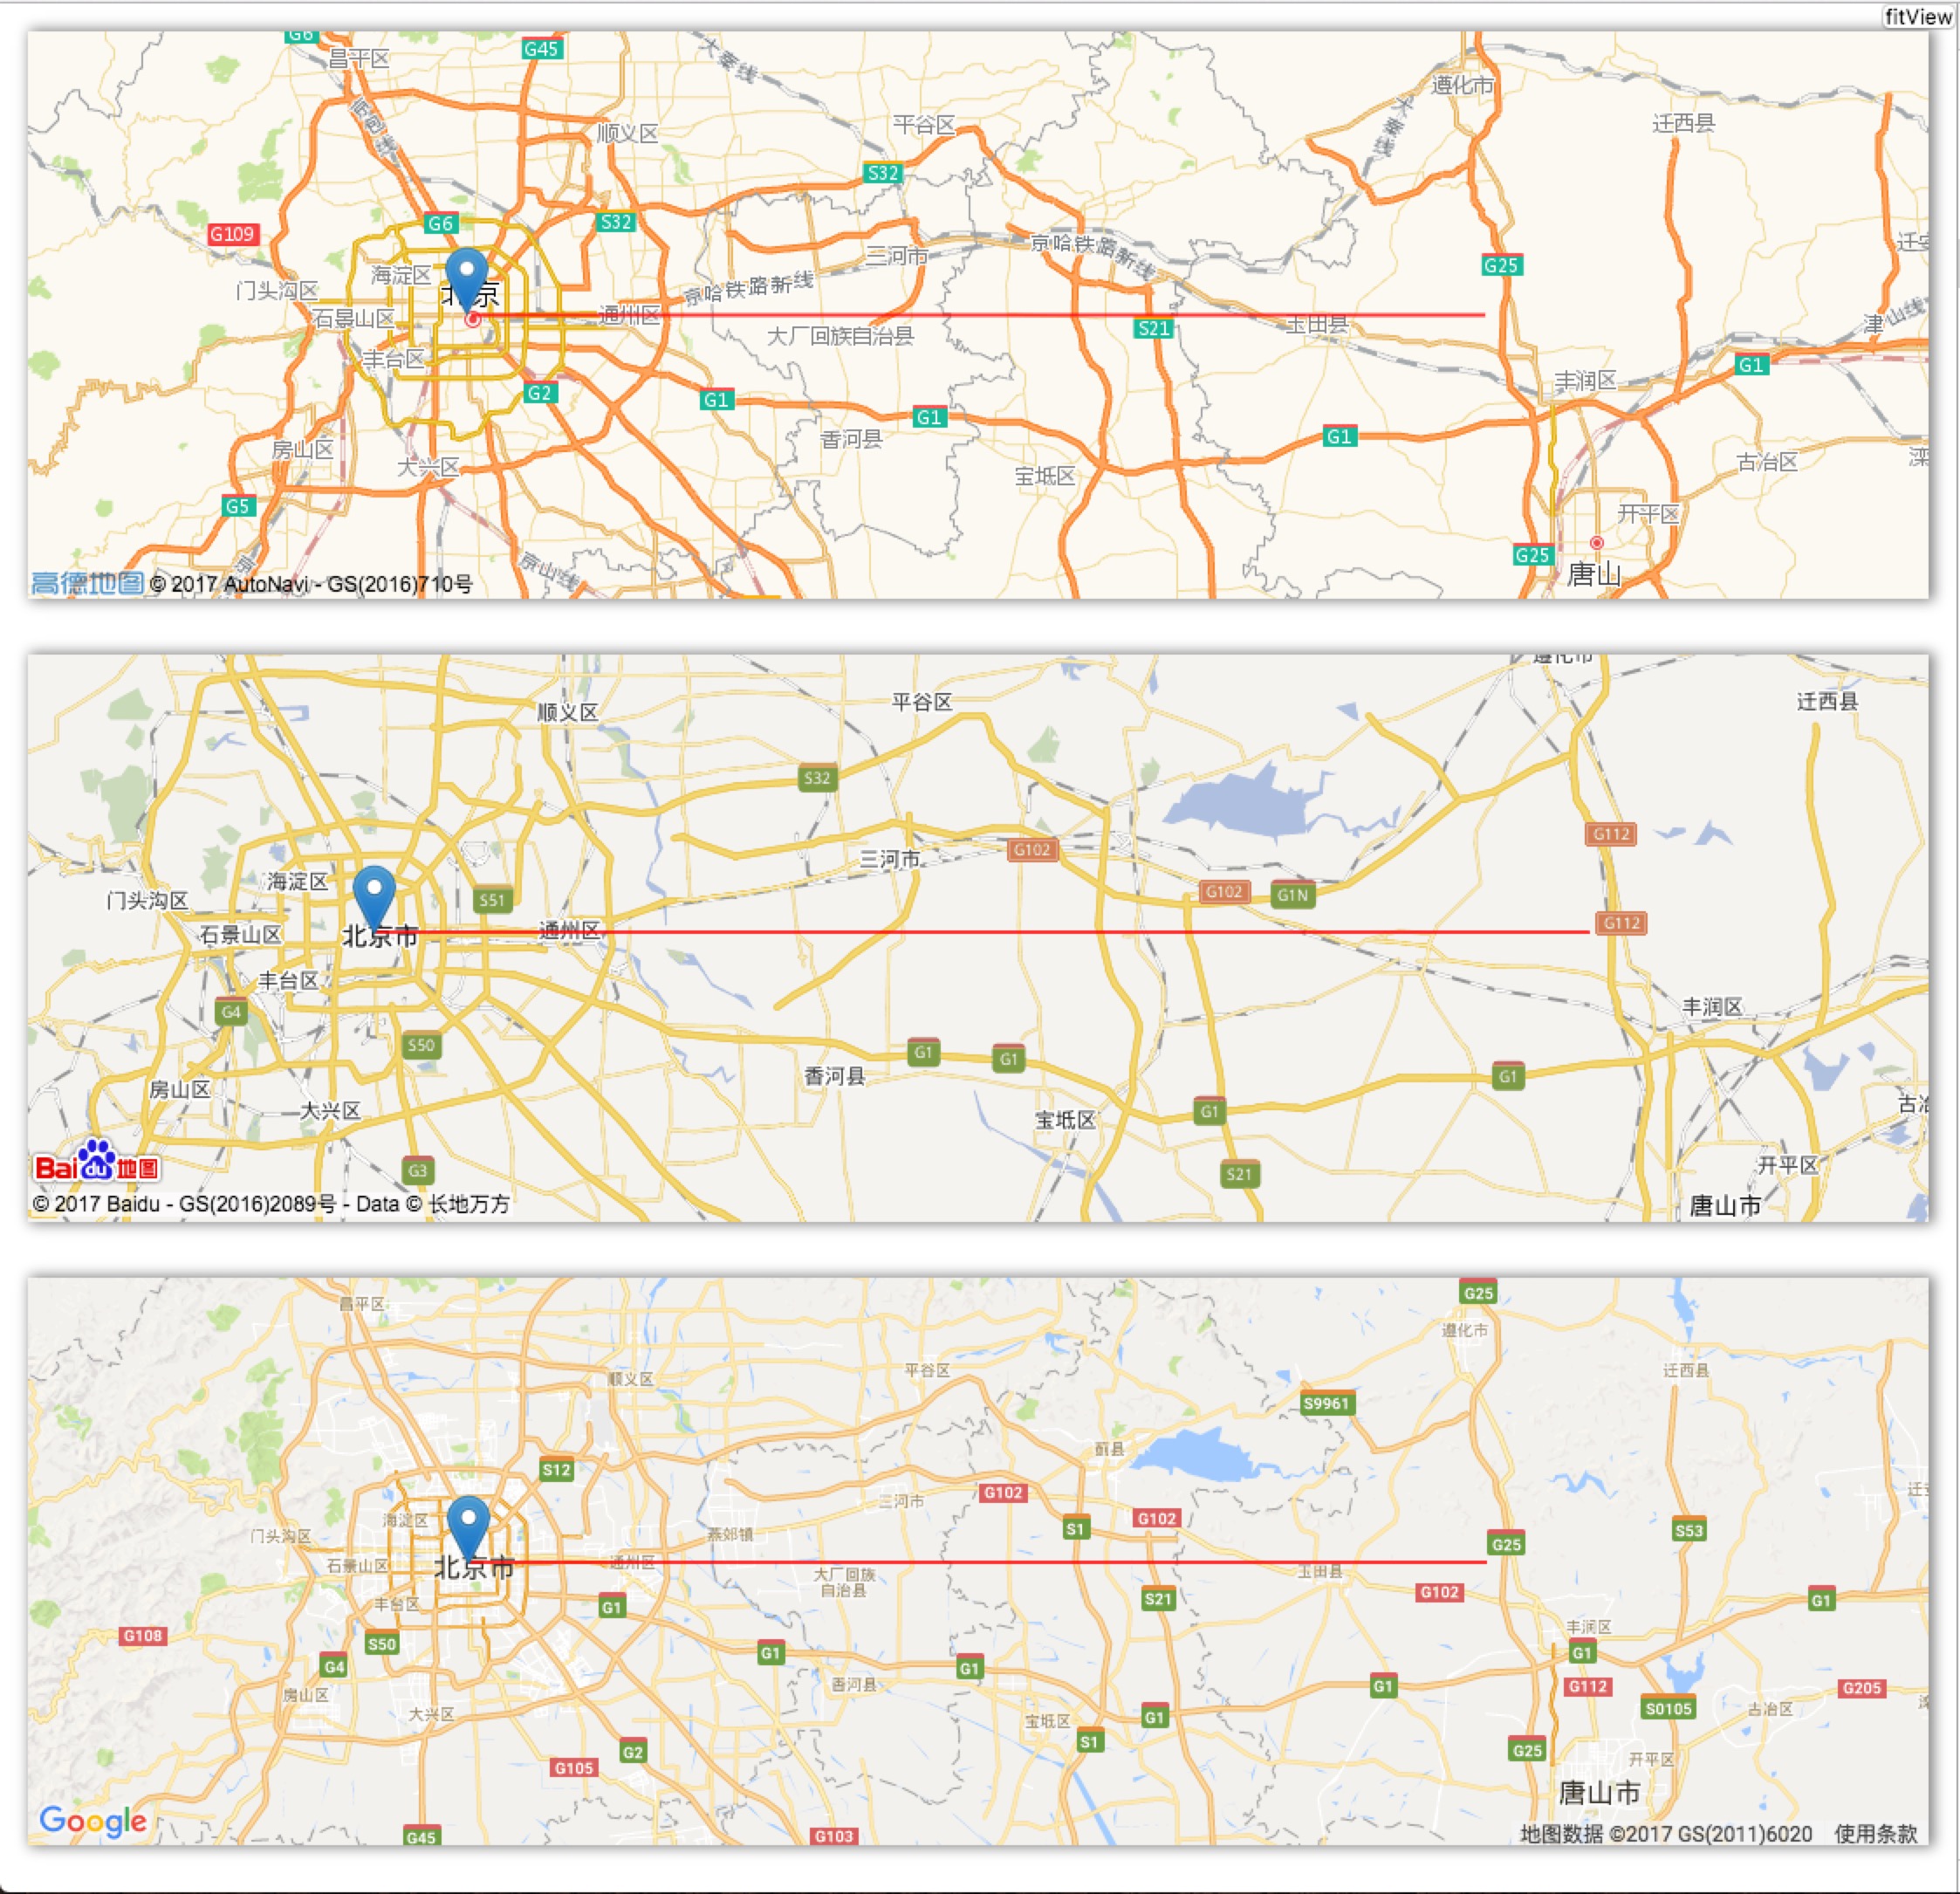 fitView
G6
昌平区
G45
大秦线
遵化市
迁西县
京包线
顺义区
平谷区
大秦线
S32
G6
S32
G109
海淀区
门头沟区
北京
京哈铁路新线
三河市
京哈铁路新线
G25
石景山区
通州区
大厂回族自治县
S21
玉田县
津山线
丰台区
G2
G1
G1
G1
丰润区
G1
香河县
房山区
大兴区
宝坻区
古冶区
G5
开平区
京山线
G25
唐山
高德地图 © 2017 AutoNavi - GS(2016)710号
顺义区
平谷区
遵化市
迁西县
S32
G112
三河市
G102
海淀区
门头沟区
S51
G102
G1N
G112
石景山区
北京市
通州区
丰台区
G4
S50
G1
G1
G1
丰润区
房山区
香河县
大兴区
宝坻区
G1
G3
S21
开平区
唐山市
Bai du 地图
© 2017 Baidu - GS(2016)2089号 - Data © 长地万方
昌平区
G25
遵化市
顺义区
平谷区
迁西县
S9961
S12
蓟县
三河市
G102
海淀区
门头沟区
燕郊镇
S1
G102
G25
S53
石景山区
北京市
通州区
大厂回族
自治县
玉田县
丰台区
G1
S21
G102
G1
G108
S50
G4
G1
G1
丰润区
G1
房山区
香河县
G1
G112
G205
大兴区
宝坻区
G1
S0105
古冶区
G2
S1
G25
G105
开平区
唐山市
Google
G45
G103
地图数据 ©2017 GS(2011)6020 使用条款